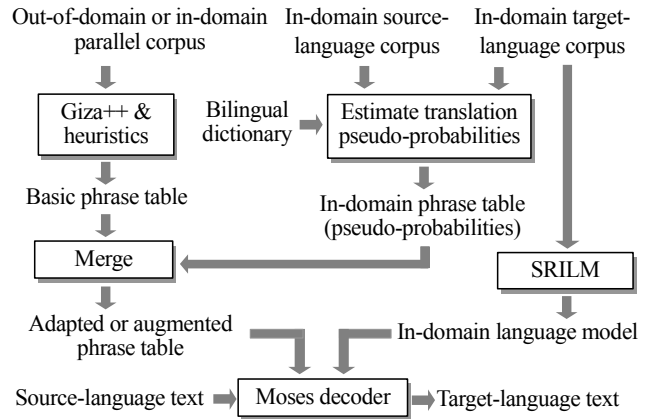 Out-of-domain or in-domain
parallel corpus
In-domain source-
language corpus
In-domain target-
language corpus
Giza++ &
heuristics
Bilingual
dictionary
Estimate translation
pseudo-probabilities
Basic phrase table
In-domain phrase table
(pseudo-probabilities)
Merge
SRILM
Adapted or augmented
phrase table
In-domain language model
Source-language text
Moses decoder
Target-language text